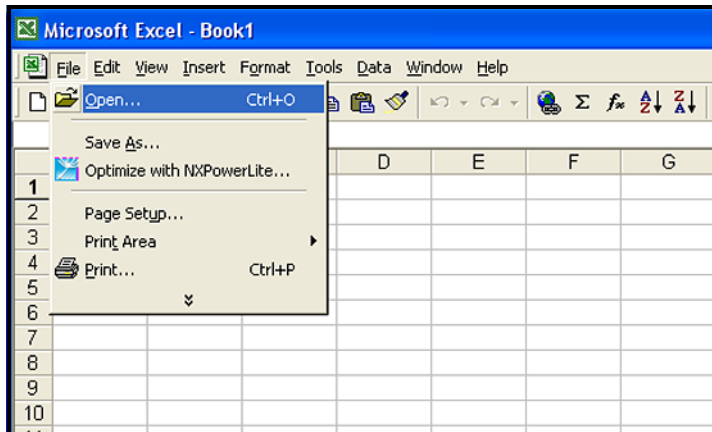 Microsoft Excel - Book1
File Edit View Insert Format Tools Data Window Help
Open... Ctrl+O
Σ fx A Z Z A
Save As...
Optimize with NXPowerLite...
D E F G
Page Setup...
Print Area
Print... Ctrl+P
1
2
3
4
5
6
7
8
9
10